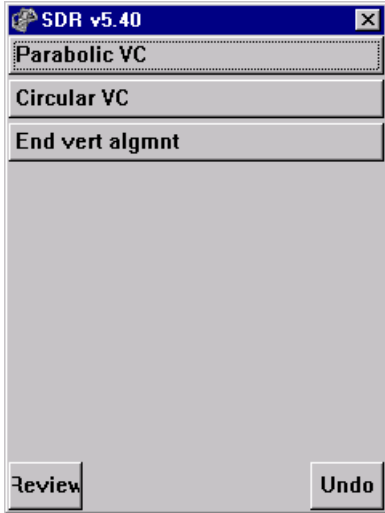 SDR v5.40
Parabolic VC
Circular VC
End vert algmnt
Review
Undo